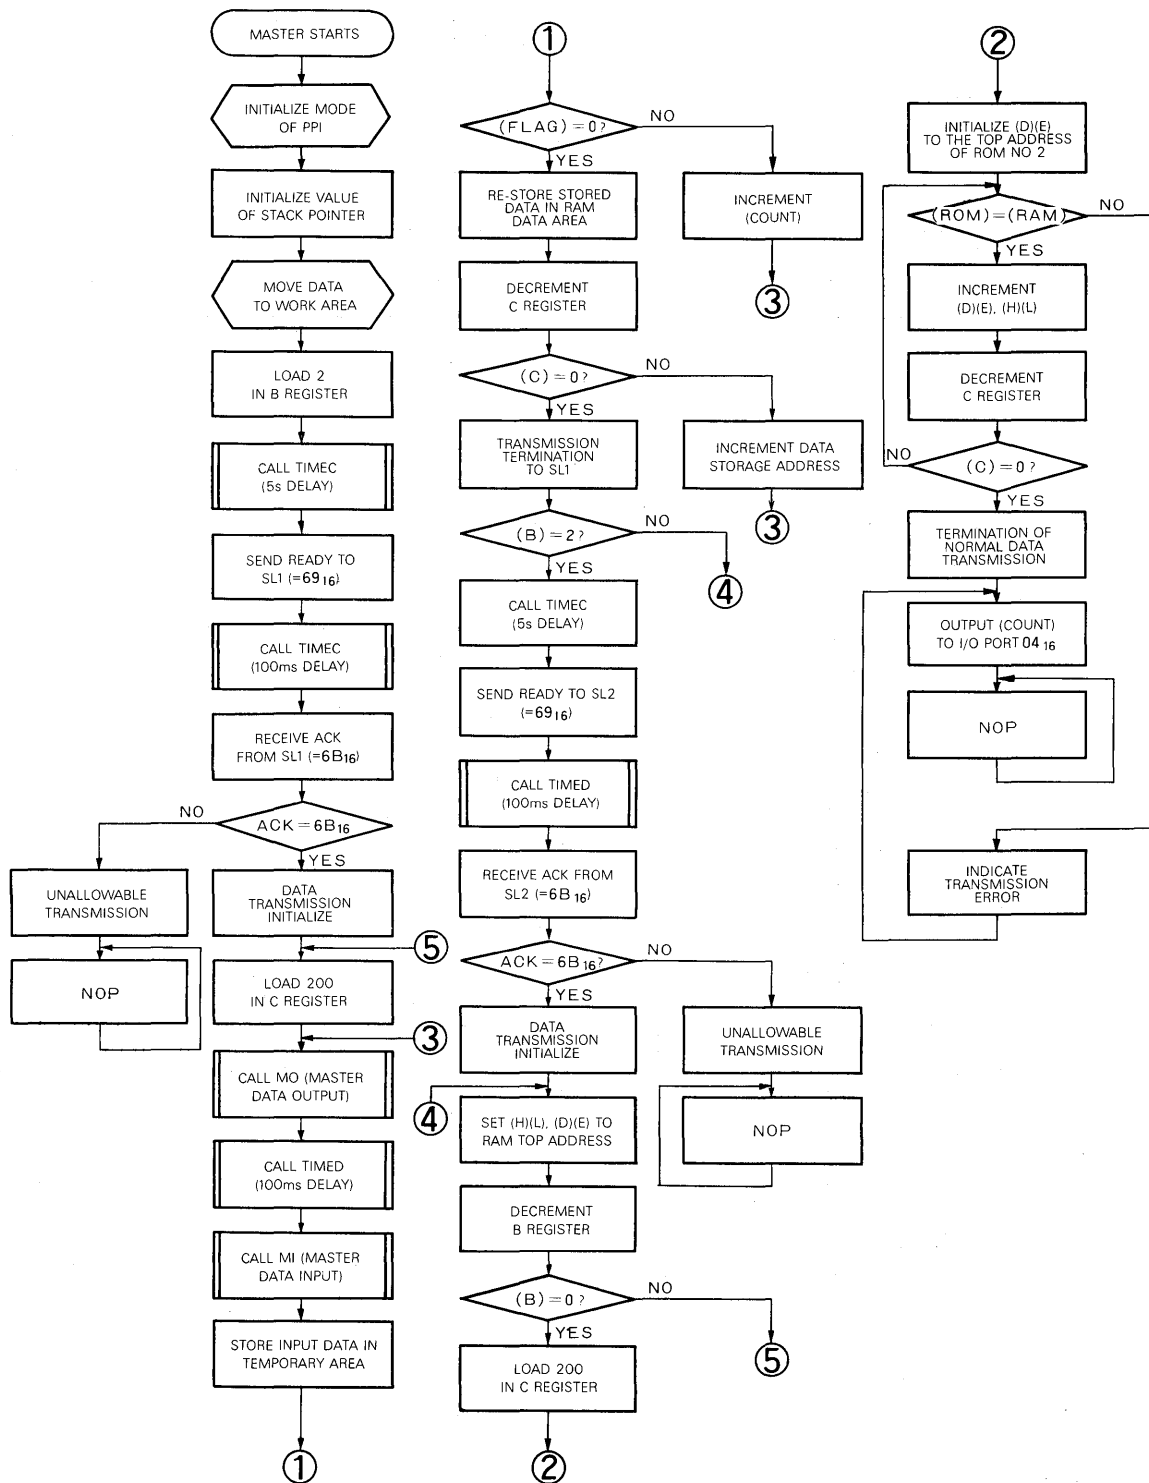 MASTER STARTS
INITIALIZE MODE
OF PPI
INITIALIZE VALUE
OF STACK POINTER
MOVE DATA
TO WORK AREA
LOAD 2
IN B REGISTER
CALL TIMEC
(5s DELAY)
SEND READY TO
SL1 (=69₁₆)
CALL TIMEC
(100ms DELAY)
RECEIVE ACK
FROM SL1 (=6B₁₆)
ACK=6B₁₆
NO
YES
UNALLOWABLE
TRANSMISSION
NOP
DATA
TRANSMISSION
INITIALIZE
5
LOAD 200
IN C REGISTER
3
CALL MO (MASTER
DATA OUTPUT)
CALL TIMED
(100ms DELAY)
CALL MI (MASTER
DATA INPUT)
STORE INPUT DATA IN
TEMPORARY AREA
1
1
(FLAG)=0?
NO
YES
RE-STORE STORED
DATA IN RAM
DATA AREA
INCREMENT
(COUNT)
3
DECREMENT
C REGISTER
(C)=0?
NO
YES
TRANSMISSION
TERMINATION
TO SL1
INCREMENT DATA
STORAGE ADDRESS
3
(B)=2?
NO
YES
4
CALL TIMEC
(5s DELAY)
SEND READY TO SL2
(=69₁₆)
CALL TIMED
(100ms DELAY)
RECEIVE ACK FROM
SL2 (=6B₁₆)
ACK=6B₁₆?
NO
YES
DATA
TRANSMISSION
INITIALIZE
UNALLOWABLE
TRANSMISSION
NOP
4
SET (H)(L), (D)(E) TO
RAM TOP ADDRESS
DECREMENT
B REGISTER
(B)=0?
NO
YES
5
LOAD 200
IN C REGISTER
2
2
INITIALIZE (D)(E)
TO THE TOP ADDRESS
OF ROM NO 2
(ROM)=(RAM)
NO
YES
INCREMENT
(D)(E), (H)(L)
DECREMENT
C REGISTER
NO
(C)=0?
YES
TERMINATION OF
NORMAL DATA
TRANSMISSION
OUTPUT (COUNT)
TO I/O PORT 04₁₆
NOP
INDICATE
TRANSMISSION
ERROR